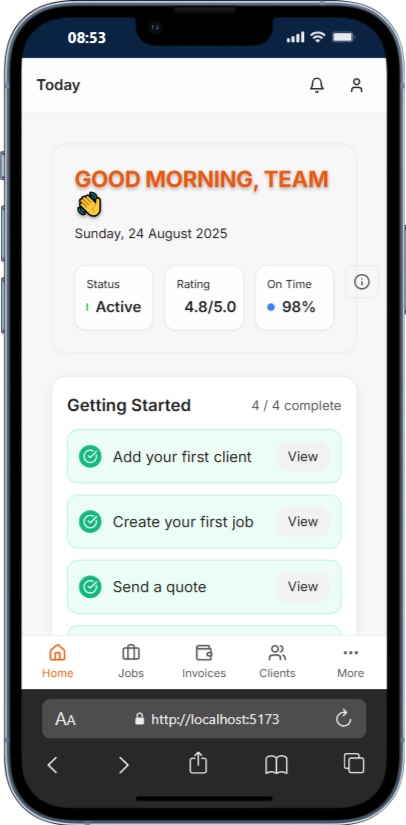 08:53
Today
GOOD MORNING, TEAM
👋
Sunday, 24 August 2025
Status
Active
Rating
4.8/5.0
On Time
98%
Getting Started
4 / 4 complete
Add your first client
View
Create your first job
View
Send a quote
View
Home
Jobs
Invoices
Clients
More
AA
http://localhost:5173